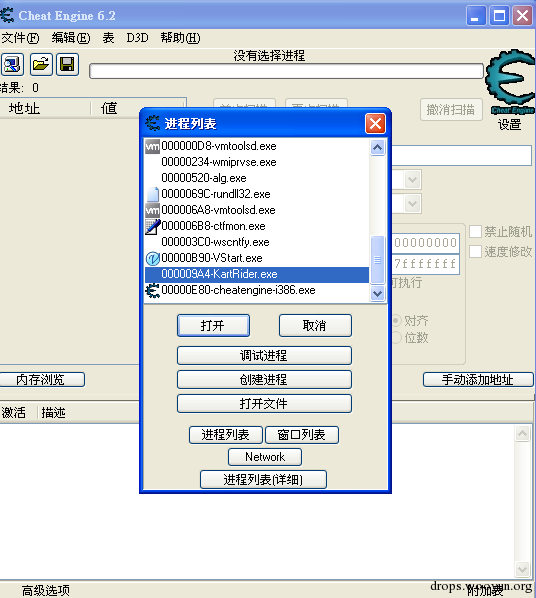 Cheat Engine 6.2
文件(F) 编辑(E) 表 D3D 帮助(H)
没有选择进程
结果: 0
地址 值
撤消扫描
Cheat Engine
设置
进程列表
000000D8-vmtoolsd.exe
00000234-wmiprvse.exe
00000520-alg.exe
0000069C-rundll32.exe
000006A8-vmtoolsd.exe
000006B8-ctfmon.exe
000003C0-wscntfy.exe
00000B90-VStart.exe
000009A4-KartRider.exe
00000E80-cheatengine-i386.exe
打开 取消
调试进程
创建进程
打开文件
进程列表 窗口列表
Network
进程列表(详细)
00000000
7fffffff
可执行
禁止随机
速度修改
对齐
位数
内存浏览
手动添加地址
激活 描述
高级选项
附加表
drops.wooyun.org